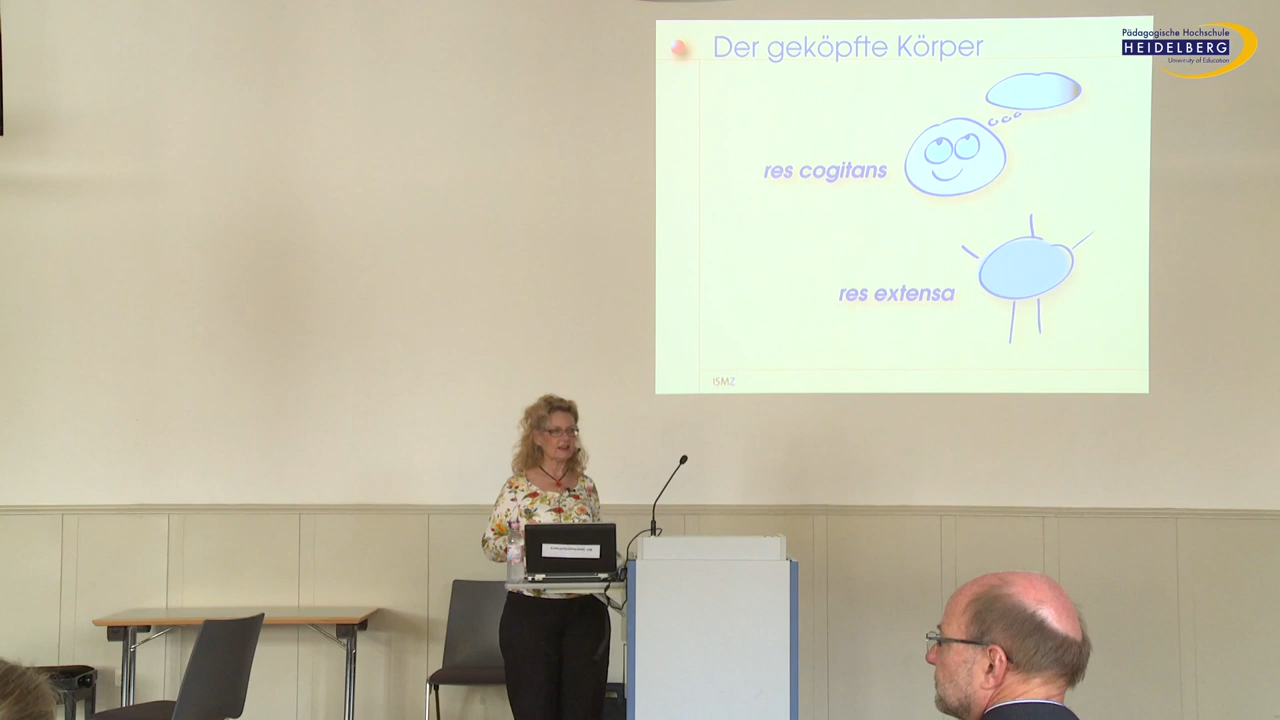 Der geköpfte Körper
res cogitans
res extensa
ISMZ
Pädagogische Hochschule
HEIDELBERG
University of Education